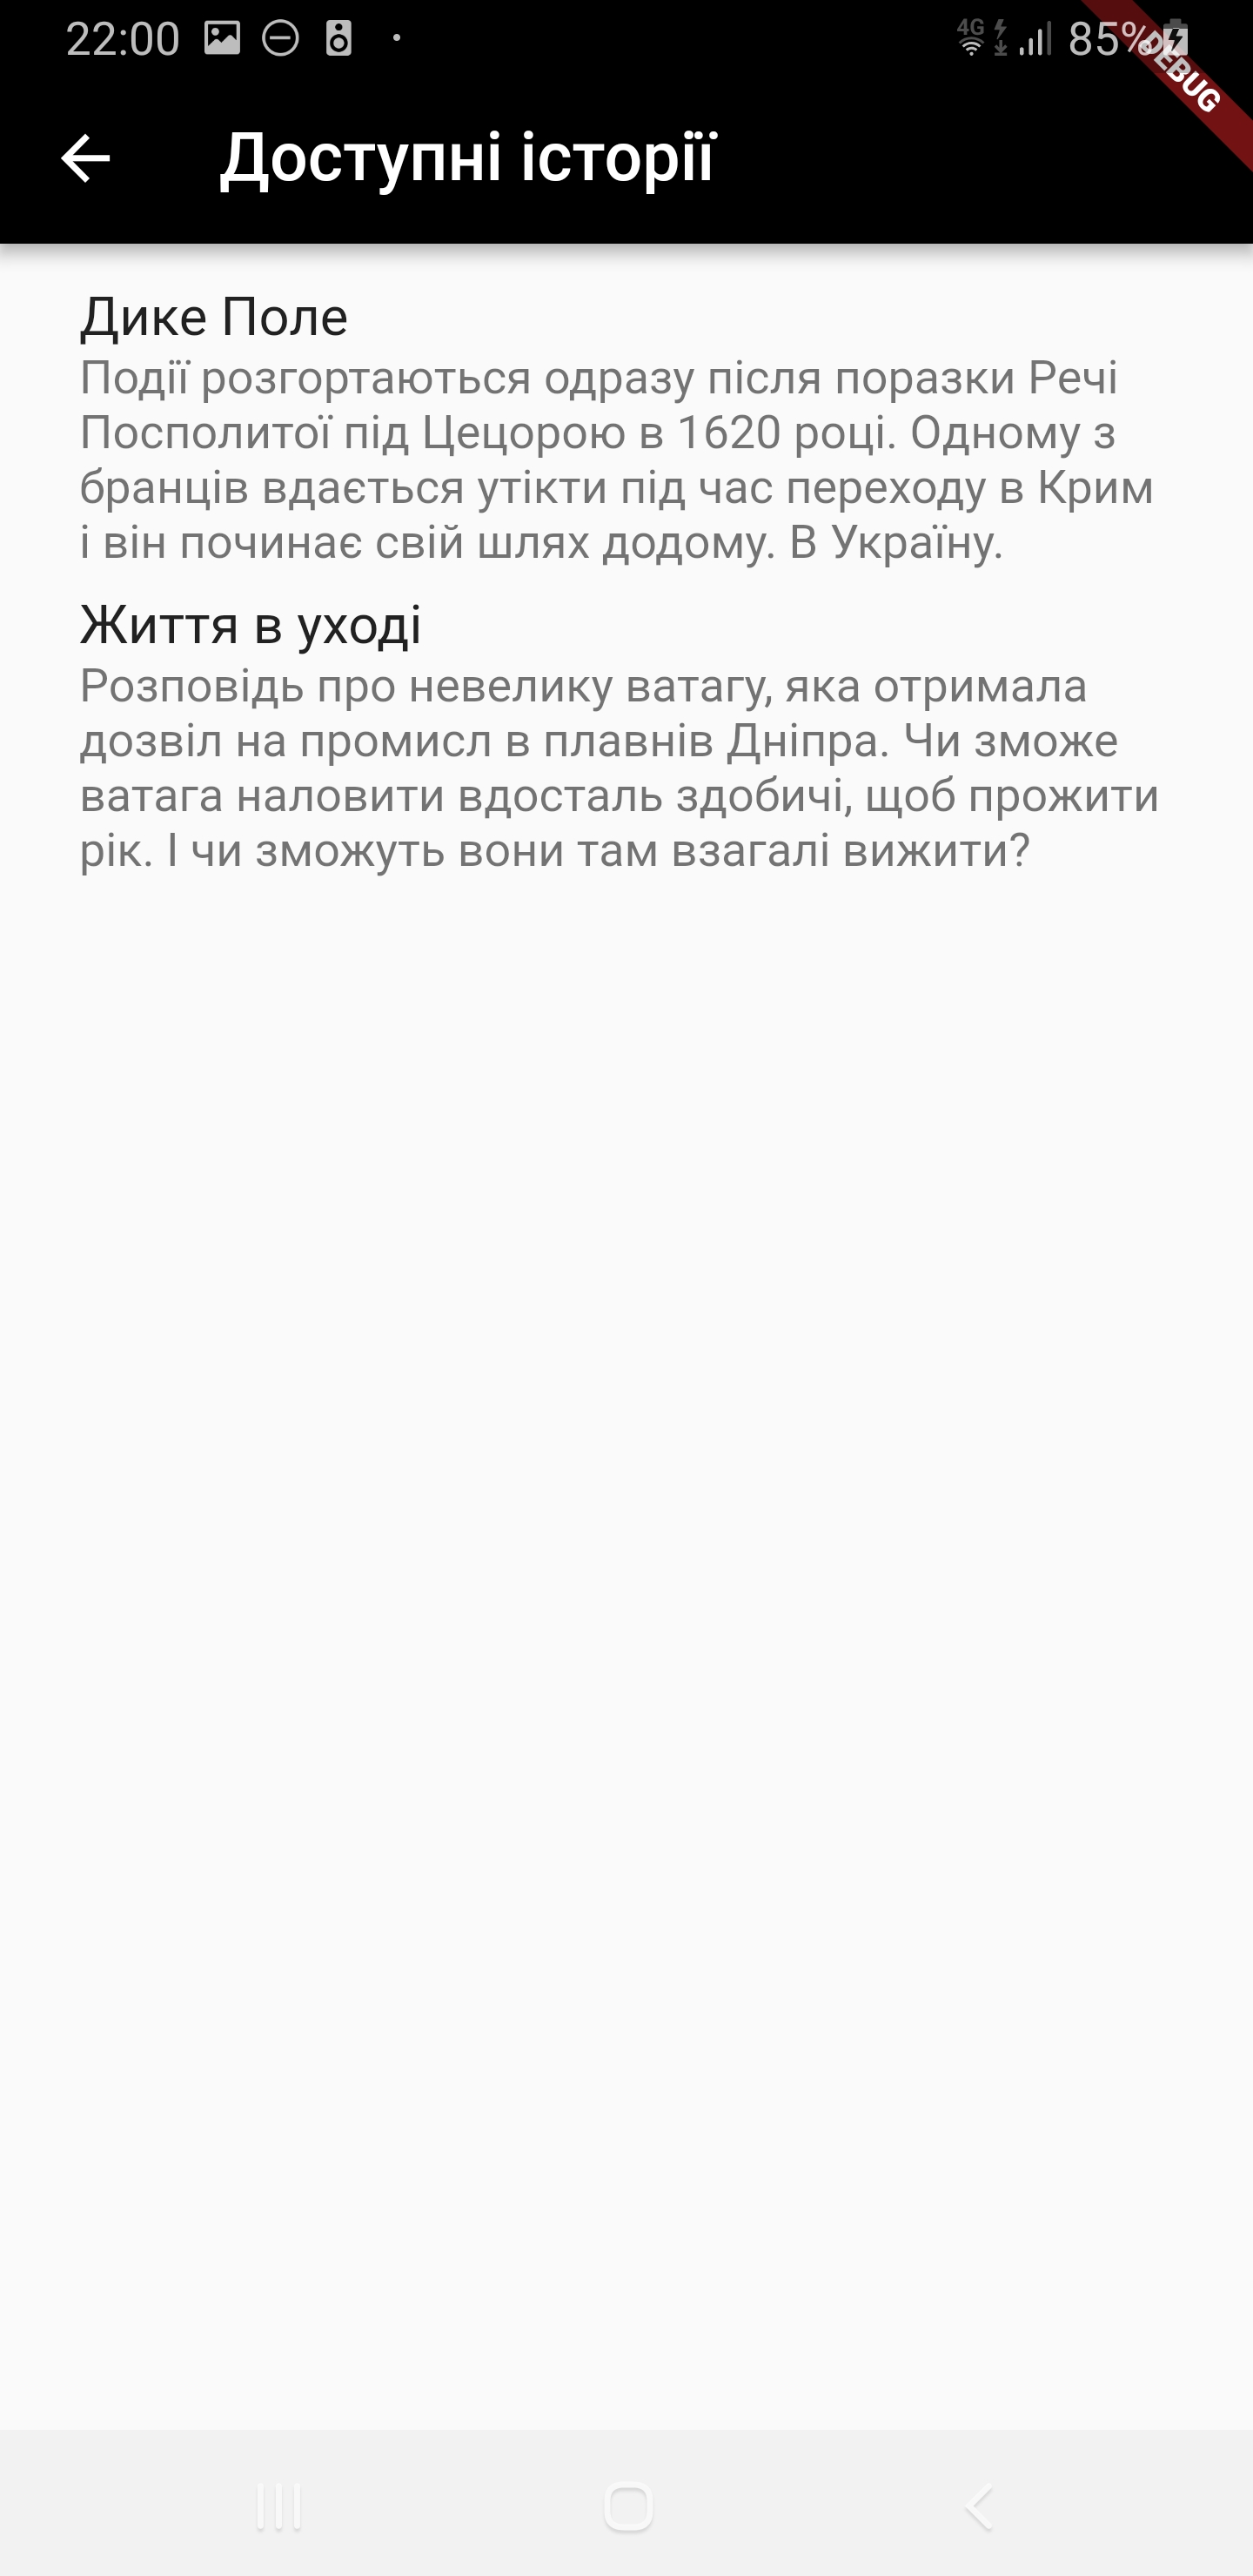 22:00
4G
85%
DEBUG
Доступні історії
Дике Поле
Події розгортаються одразу після поразки Речі
Посполитої під Цецорою в 1620 році. Одному з
бранців вдається утікти під час переходу в Крим
і він починає свій шлях додому. В Україну.
Життя в уході
Розповідь про невелику ватагу, яка отримала
дозвіл на промисл в плавнів Дніпра. Чи зможе
ватага наловити вдосталь здобичі, щоб прожити
рік. І чи зможуть вони там взагалі вижити?